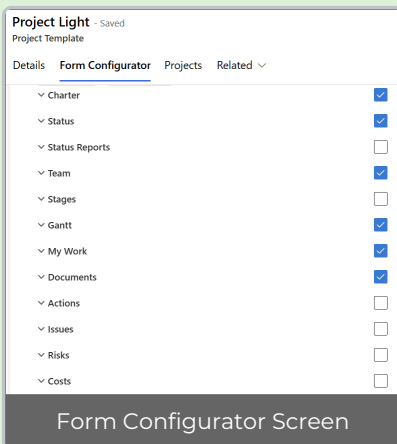 Project Light - Saved
Project Template
Details Form Configurator Projects Related
Charter
Status
Status Reports
Team
Stages
Gantt
My Work
Documents
Actions
Issues
Risks
Costs
Form Configurator Screen